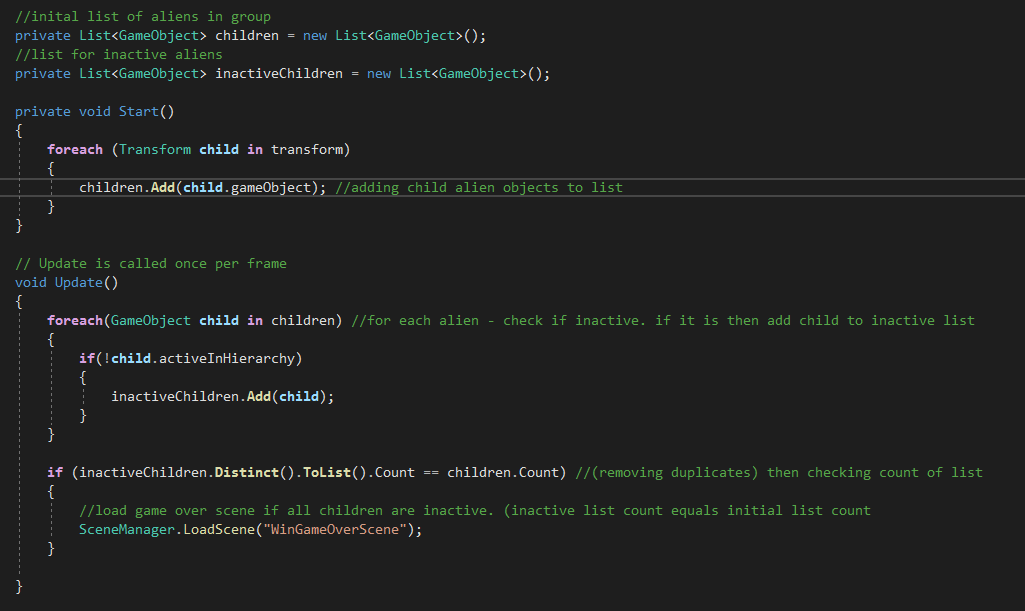 //inital list of aliens in group
private List<GameObject> children = new List<GameObject>();
//list for inactive aliens
private List<GameObject> inactiveChildren = new List<GameObject>();
private void Start()
{
foreach (Transform child in transform)
{
children.Add(child.gameObject); //adding child alien objects to list
}
}
// Update is called once per frame
void Update()
{
foreach(GameObject child in children) //for each alien - check if inactive. if it is then add child to inactive list
{
if(!child.activeInHierarchy)
{
inactiveChildren.Add(child);
}
}
if (inactiveChildren.Distinct().ToList().Count == children.Count) //(removing duplicates) then checking count of list
{
//load game over scene if all children are inactive. (inactive list count equals initial list count
SceneManager.LoadScene("WinGameOverScene");
}
}